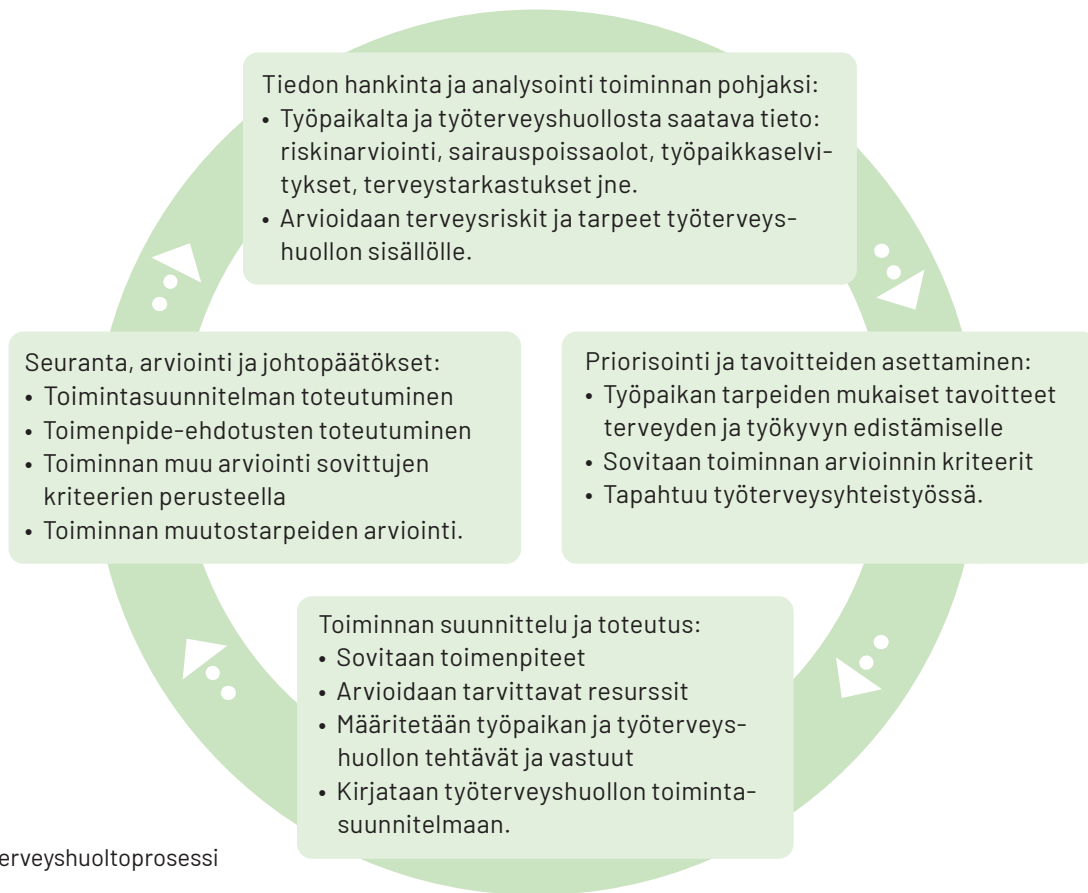 Tiedon hankinta ja analysointi toiminnan pohjaksi:
• Työpaikalta ja työterveyshuollosta saatava tieto:
riskinarviointi, sairauspoissaolot, työpaikkaselvi-
tykset, terveystarkastukset jne.
• Arvioidaan terveysriskit ja tarpeet työterveys-
huollon sisällölle.
Seuranta, arviointi ja johtopäätökset:
• Toimintasuunnitelman toteutuminen
• Toimenpide-ehdotusten toteutuminen
• Toiminnan muu arviointi sovittujen
kriteerien perusteella
• Toiminnan muutostarpeiden arviointi.
Priorisointi ja tavoitteiden asettaminen:
• Työpaikan tarpeiden mukaiset tavoitteet
terveyden ja työkyvyn edistämiselle
• Sovitaan toiminnan arvioinnin kriteerit
• Tapahtuu työterveysyhteistyössä.
Toiminnan suunnittelu ja toteutus:
• Sovitaan toimenpiteet
• Arvioidaan tarvittavat resurssit
• Määritetään työpaikan ja työterveys-
huollon tehtävät ja vastuut
• Kirjataan työterveyshuollon toiminta-
suunnitelmaan.
erveyshuoltoprosessi